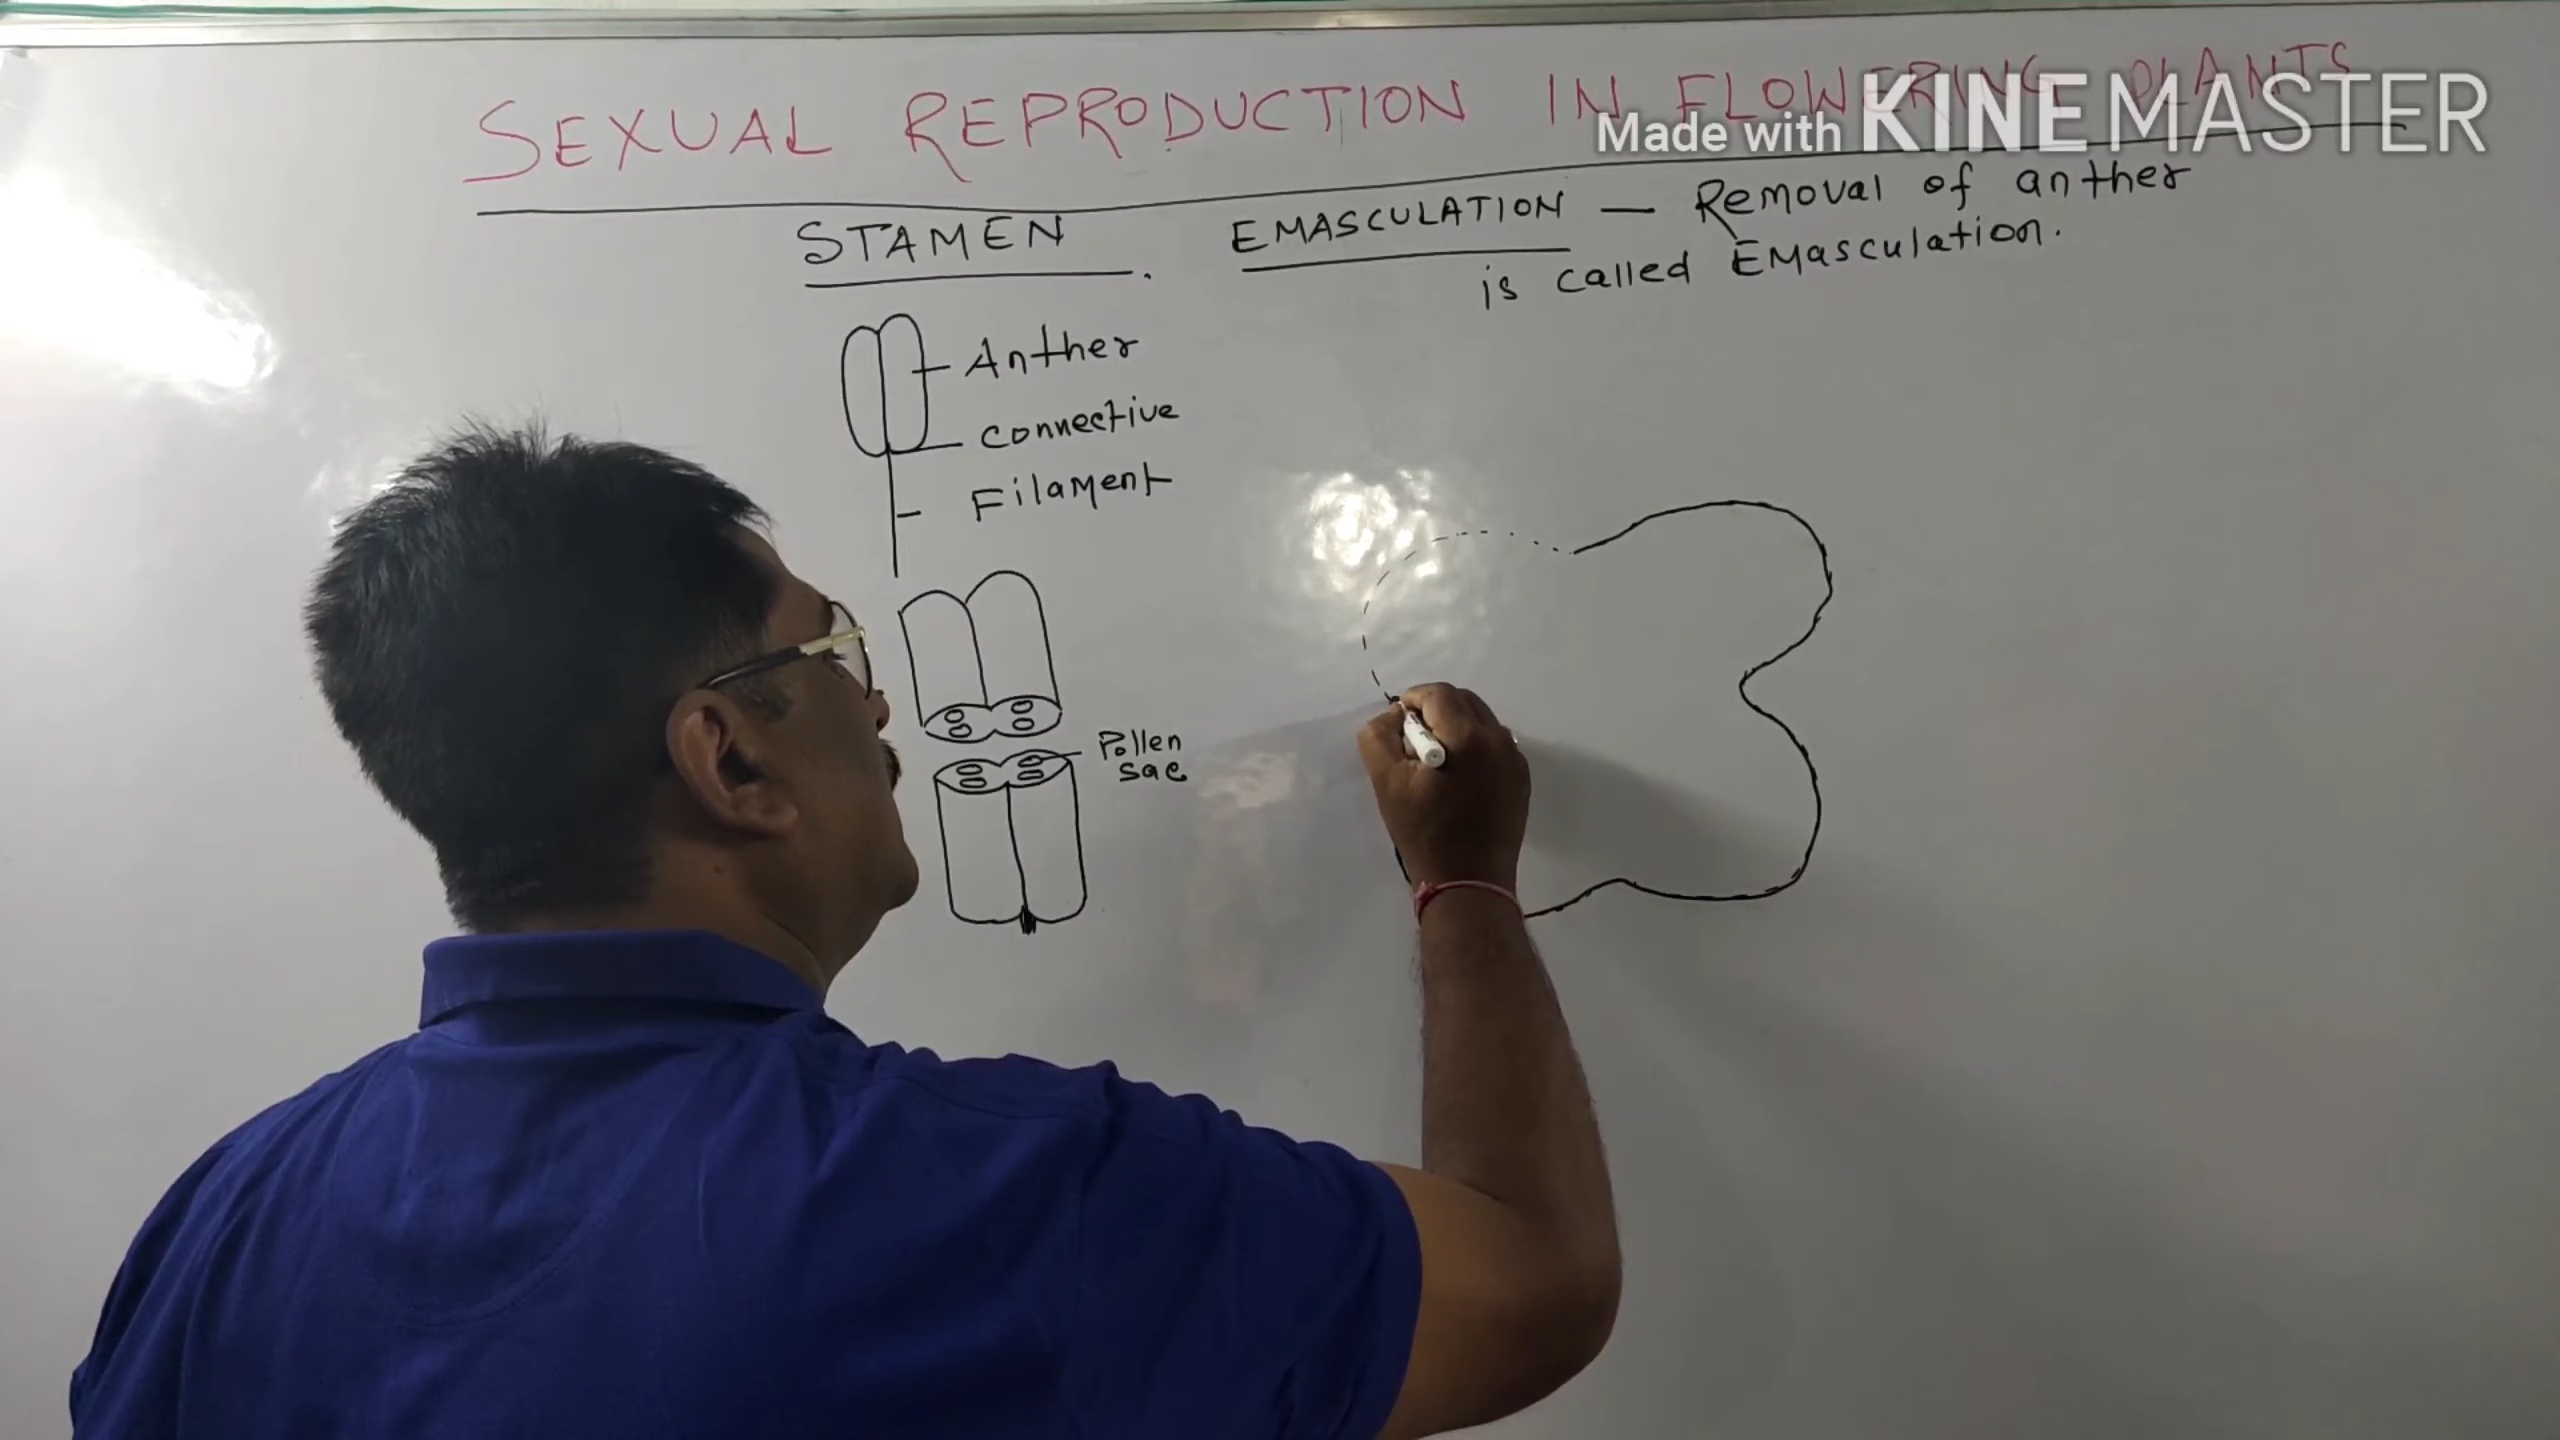 SEXUAL REPRODUCTION IN FLOWERING PLANTS
Made with KINEMASTER
STAMEN.
EMASCULATION — Removal of anther
is called EMasculation.
Anther
Connective
Filament
Pollen
sac